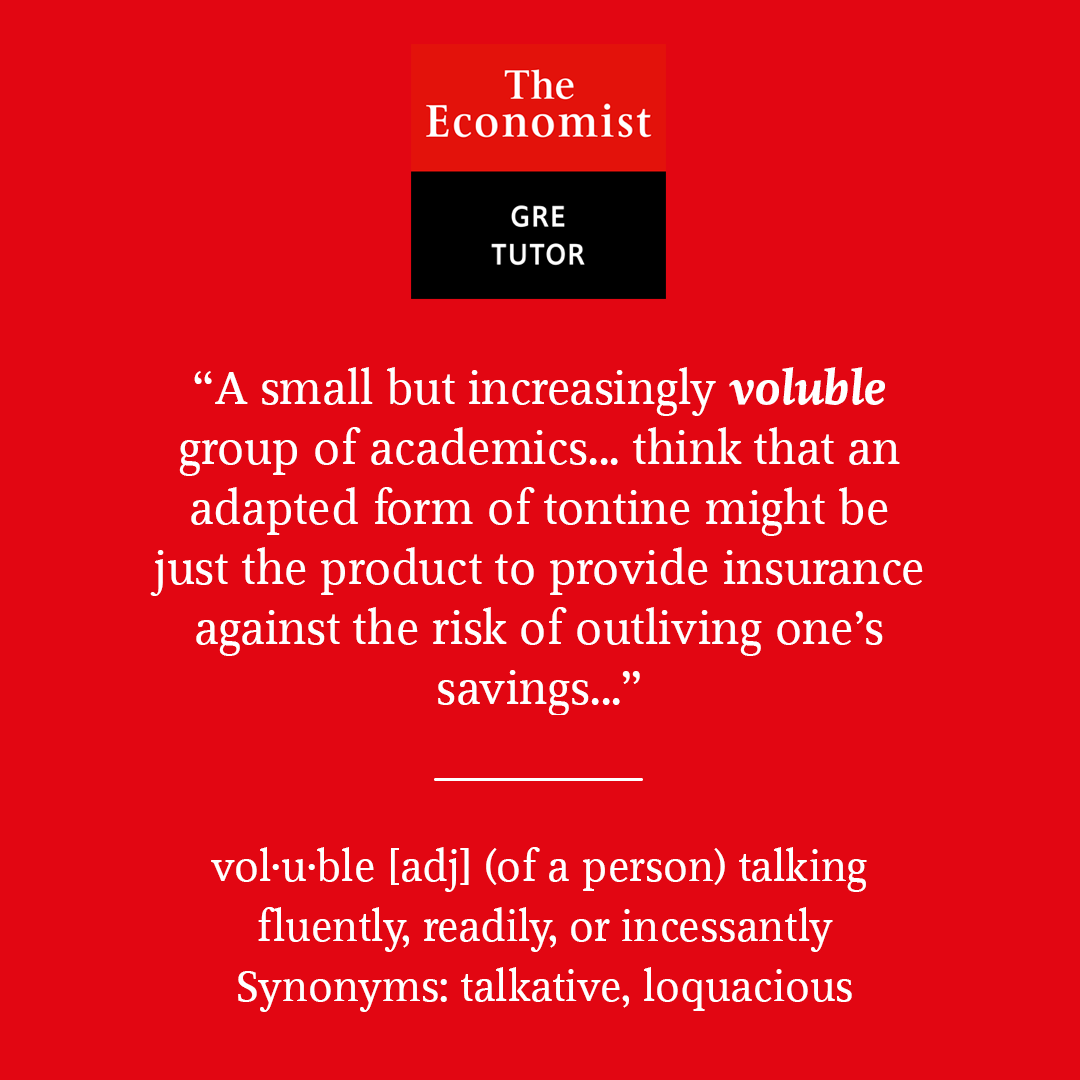 The
Economist
GRE
TUTOR
“A small but increasingly voluble
group of academics... think that an
adapted form of tontine might be
just the product to provide insurance
against the risk of outliving one’s
savings...”
vol·u·ble [adj] (of a person) talking
fluently, readily, or incessantly
Synonyms: talkative, loquacious